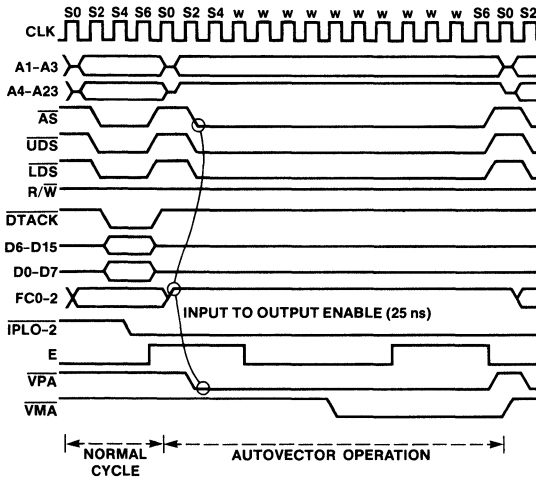 S0 S2 S4 S6 S0 S2 S4 w w w w w w w w w w S6 S0 S2
CLK
A1–A3
A4–A23
AS
UDS
LDS
R/W
DTACK
D6–D15
D0–D7
FC0–2
INPUT TO OUTPUT ENABLE (25 ns)
IPLO–2
E
VPA
VMA
NORMAL CYCLE
AUTOVECTOR OPERATION